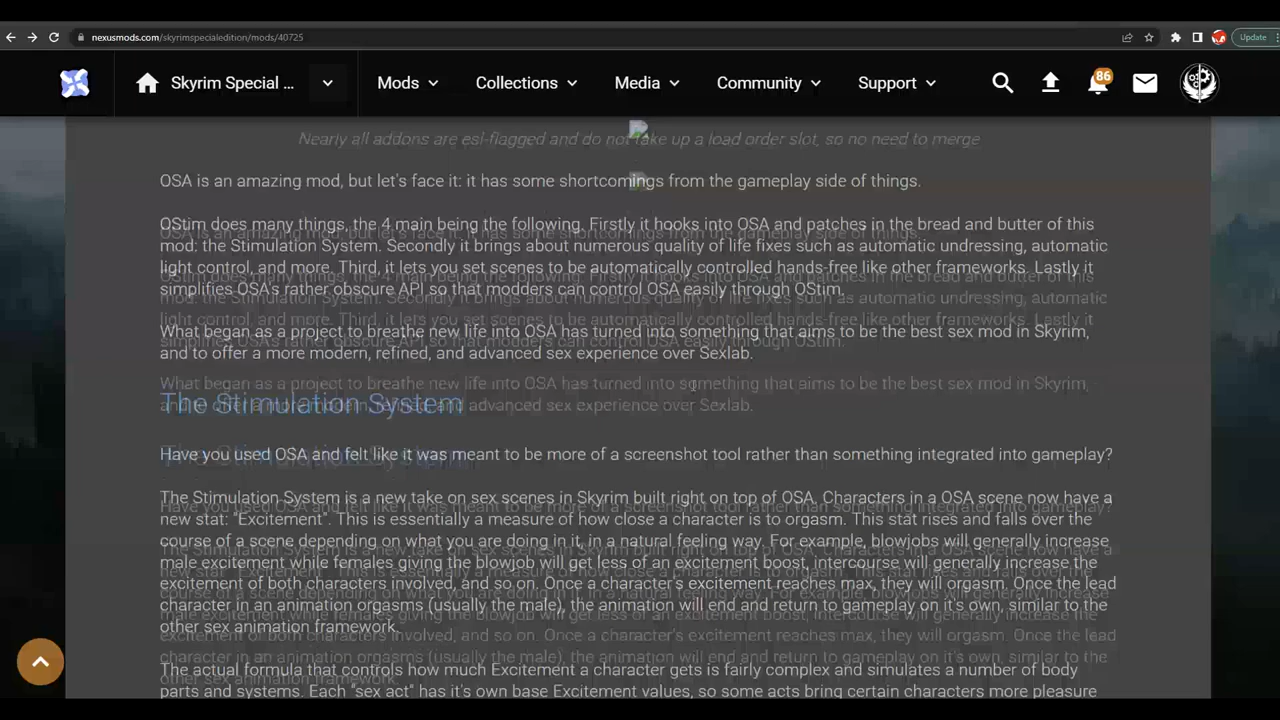 nexusmods.com/skyrimspecialedition/mods/40725
Update
Skyrim Special ...
Mods
Collections
Media
Community
Support
86
Nearly all addons are esl-flagged and do not take up a load order slot, so no need to merge
OSA is an amazing mod, but let's face it: it has some shortcomings from the gameplay side of things.
OStim does many things, the 4 main being the following. Firstly it hooks into OSA and patches in the bread and butter of this
mod: the Stimulation System. Secondly it brings about numerous quality of life fixes such as automatic undressing, automatic
light control, and more. Third, it lets you set scenes to be automatically controlled hands-free like other frameworks. Lastly it
simplifies OSA's rather obscure API so that modders can control OSA easily through OStim.
What began as a project to breathe new life into OSA has turned into something that aims to be the best sex mod in Skyrim,
and to offer a more modern, refined, and advanced sex experience over Sexlab.
The Stimulation System
Have you used OSA and felt like it was meant to be more of a screenshot tool rather than something integrated into gameplay?
The Stimulation System is a new take on sex scenes in Skyrim built right on top of OSA. Characters in a OSA scene now have a
new stat: "Excitement". This is essentially a measure of how close a character is to orgasm. This stat rises and falls over the
course of a scene depending on what you are doing in it, in a natural feeling way. For example, blowjobs will generally increase
male excitement while females giving the blowjob will get less of an excitement boost, intercourse will generally increase the
excitement of both characters involved, and so on. Once a character's excitement reaches max, they will orgasm. Once the lead
character in an animation orgasms (usually the male), the animation will end and return to gameplay on it's own, similar to the
other sex animation framework.
The actual formula that controls how much Excitement a character gets is fairly complex and simulates a number of body
parts and systems. Each "sex act" has it's own base Excitement values, so some acts bring certain characters more pleasure